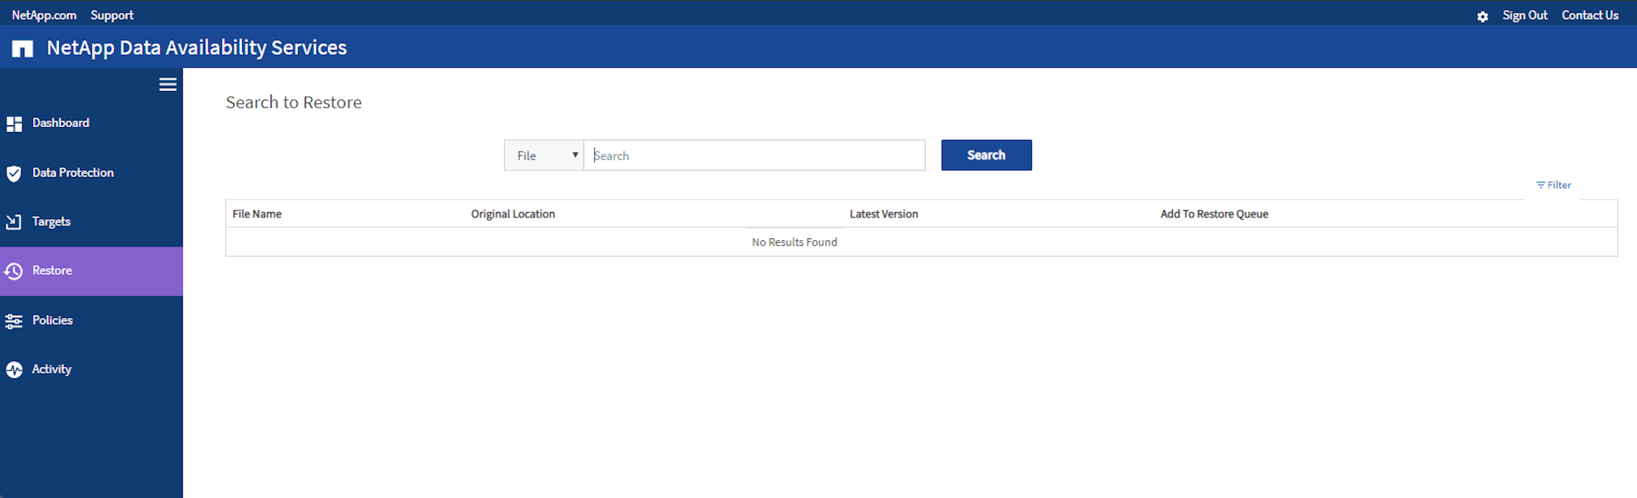 NetApp.com Support Sign Out Contact Us
NetApp Data Availability Services
Search to Restore
Dashboard
Data Protection
Targets
Restore
Policies
Activity
File Search Search
Filter
File Name Original Location Latest Version Add To Restore Queue
No Results Found